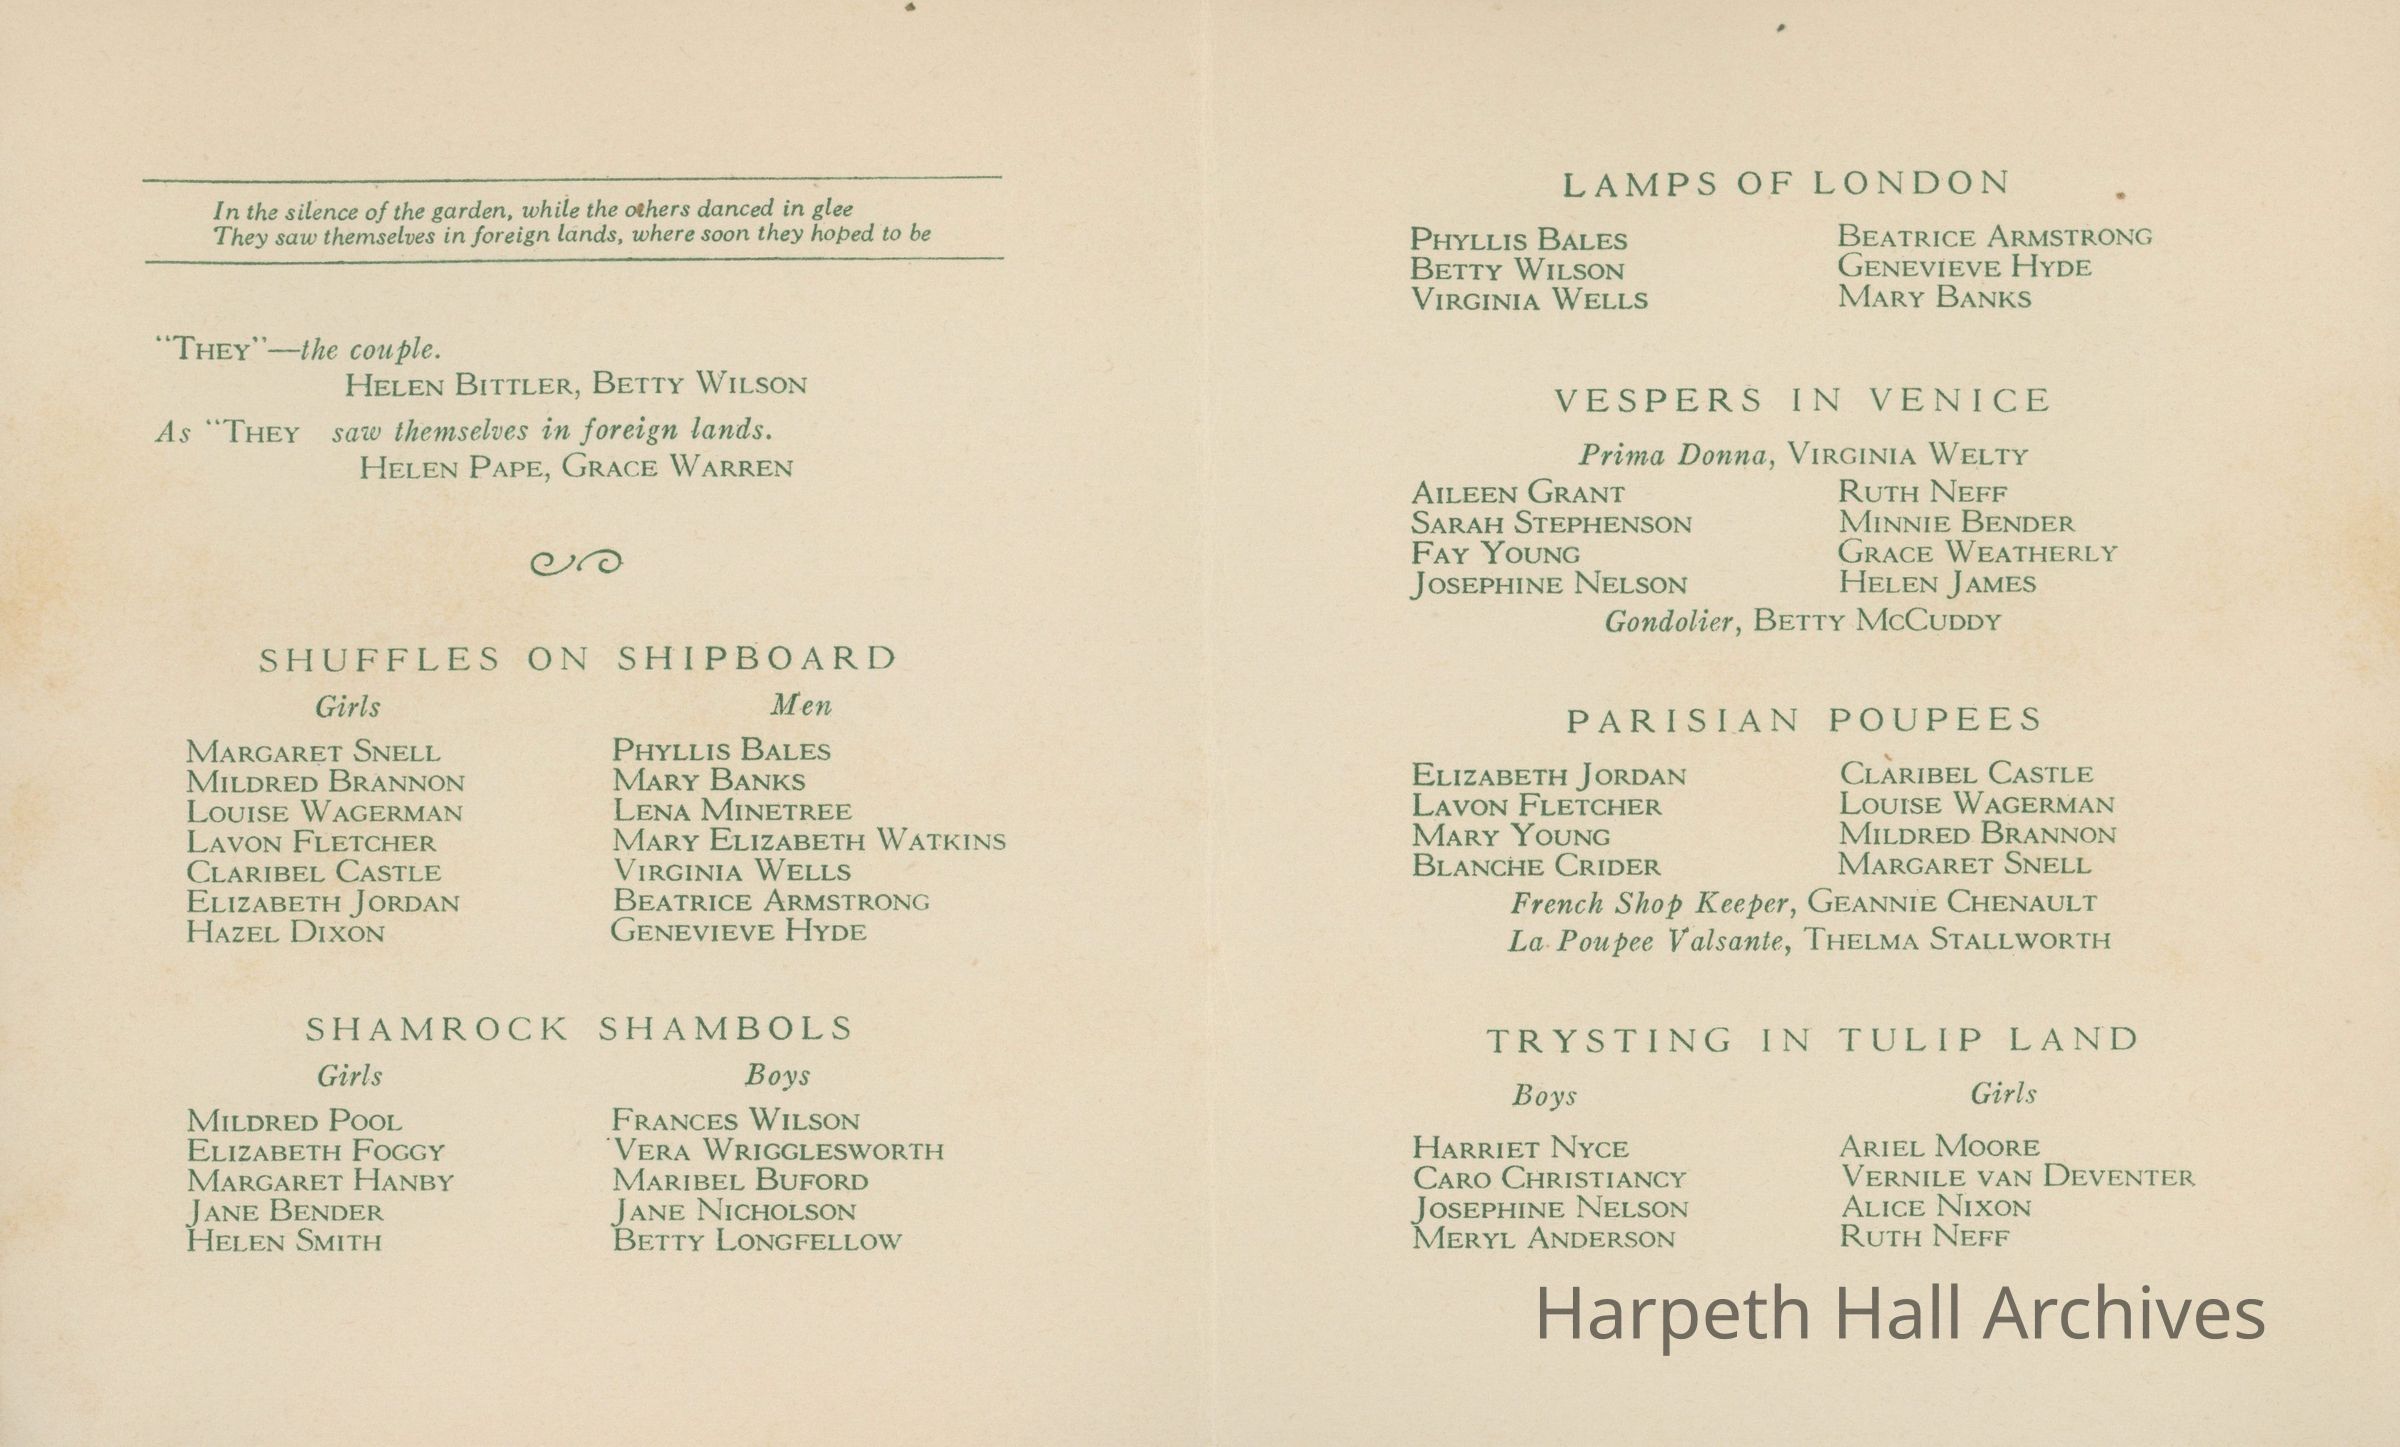 In the silence of the garden, while the others danced in glee
They saw themselves in foreign lands, where soon they hoped to be
"THEY"—the couple.
HELEN BITTLER, BETTY WILSON
As "THEY saw themselves in foreign lands.
HELEN PAPE, GRACE WARREN
SHUFFLES ON SHIPBOARD
Girls Men
MARGARET SNELL PHYLLIS BALES
MILDRED BRANNON MARY BANKS
LOUISE WAGERMAN LENA MINETREE
LAVON FLETCHER MARY ELIZABETH WATKINS
CLARIBEL CASTLE VIRGINIA WELLS
ELIZABETH JORDAN BEATRICE ARMSTRONG
HAZEL DIXON GENEVIEVE HYDE
SHAMROCK SHAMBOLS
Girls Boys
MILDRED POOL FRANCES WILSON
ELIZABETH FOGGY VERA WRIGGLESWORTH
MARGARET HANBY MARIBEL BUFORD
JANE BENDER JANE NICHOLSON
HELEN SMITH BETTY LONGFELLOW
LAMPS OF LONDON
PHYLLIS BALES BEATRICE ARMSTRONG
BETTY WILSON GENEVIEVE HYDE
VIRGINIA WELLS MARY BANKS
VESPERS IN VENICE
Prima Donna, VIRGINIA WELTY
AILEEN GRANT RUTH NEFF
SARAH STEPHENSON MINNIE BENDER
FAY YOUNG GRACE WEATHERLY
JOSEPHINE NELSON HELEN JAMES
Gondolier, BETTY MCCUDDY
PARISIAN POUPEES
ELIZABETH JORDAN CLARIBEL CASTLE
LAVON FLETCHER LOUISE WAGERMAN
MARY YOUNG MILDRED BRANNON
BLANCHE CRIDER MARGARET SNELL
French Shop Keeper, GEANNIE CHENAULT
La Poupee Valsante, THELMA STALLWORTH
TRYSTING IN TULIP LAND
Boys Girls
HARRIET NYCE ARIEL MOORE
CARO CHRISTIANCY VERNILE VAN DEVENTER
JOSEPHINE NELSON ALICE NIXON
MERYL ANDERSON RUTH NEFF
Harpeth Hall Archives